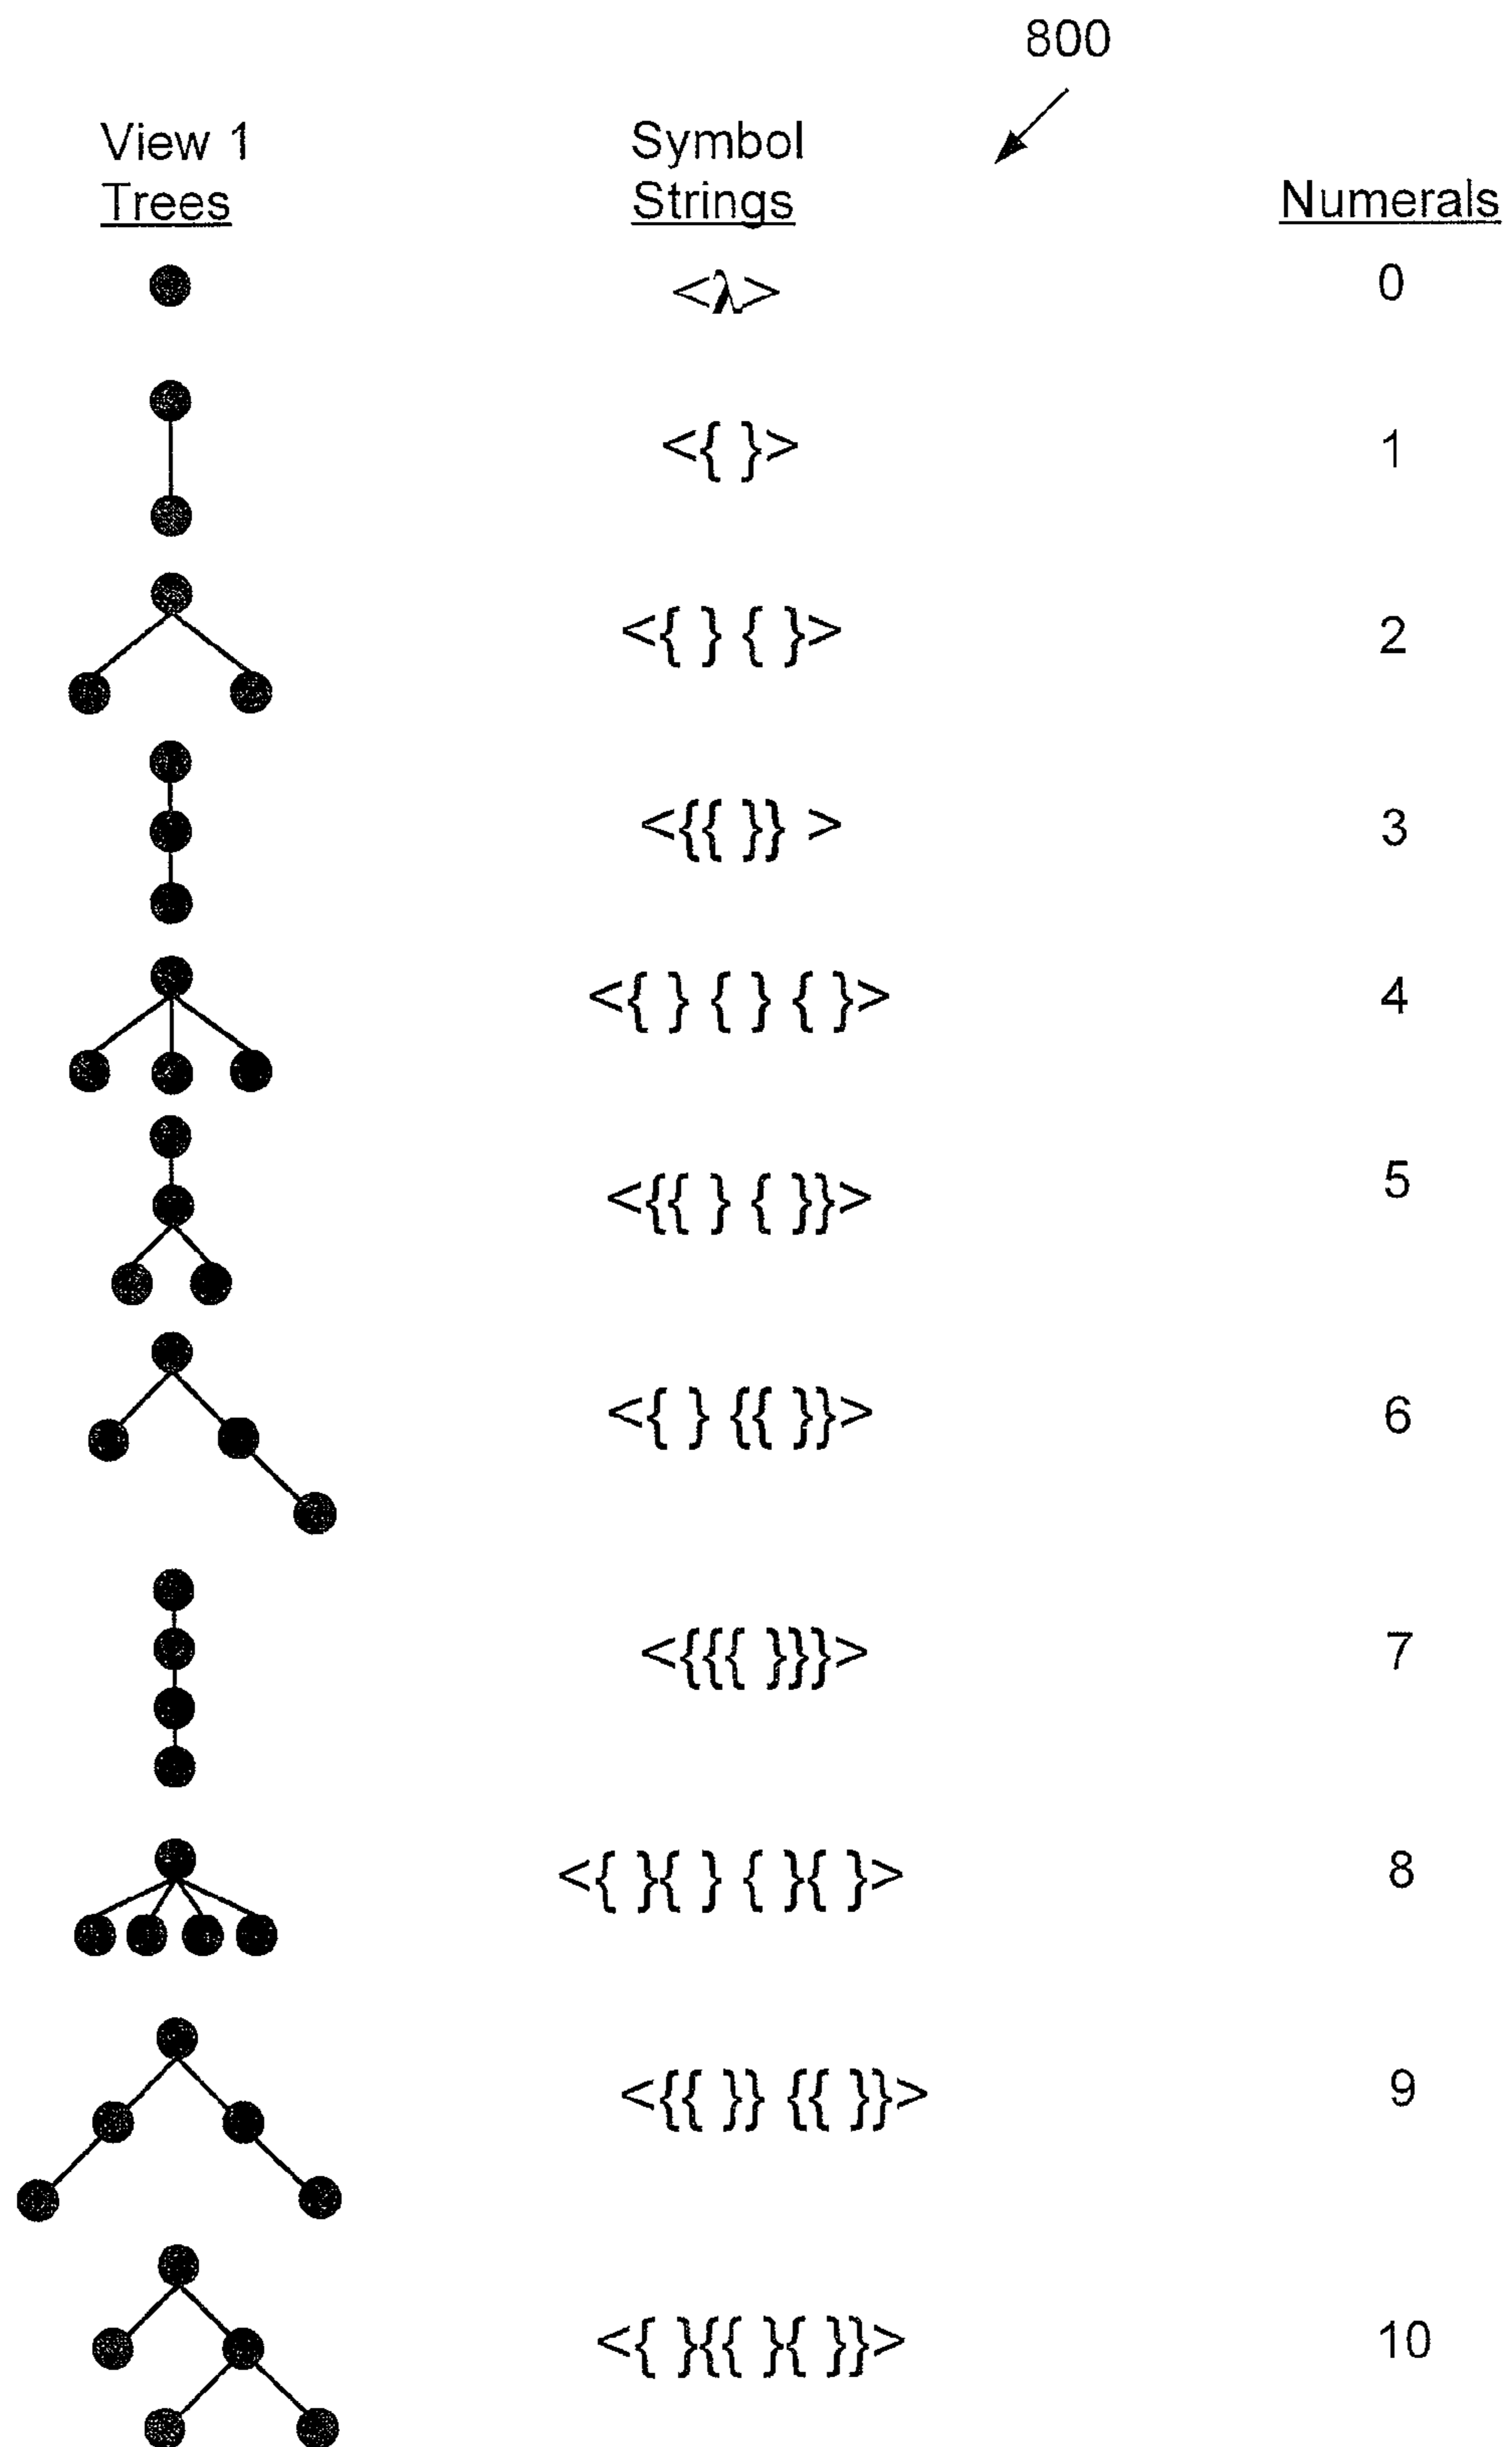 800
View 1 Trees
Symbol Strings
Numerals
<λ> 0
<{ }> 1
<{ } { }> 2
<{{ }} > 3
<{ } { } { }> 4
<{{ } { }}> 5
<{ } {{ }}> 6
<{{{ }}}> 7
<{ }{ } { }{ }> 8
<{{ }} {{ }}> 9
<{ }{{ }{ }}> 10